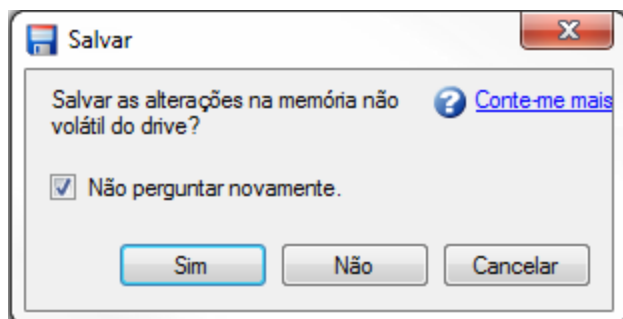 Salvar
Salvar as alterações na memória não
volátil do drive?
Conte-me mais
Não perguntar novamente.
Sim
Não
Cancelar